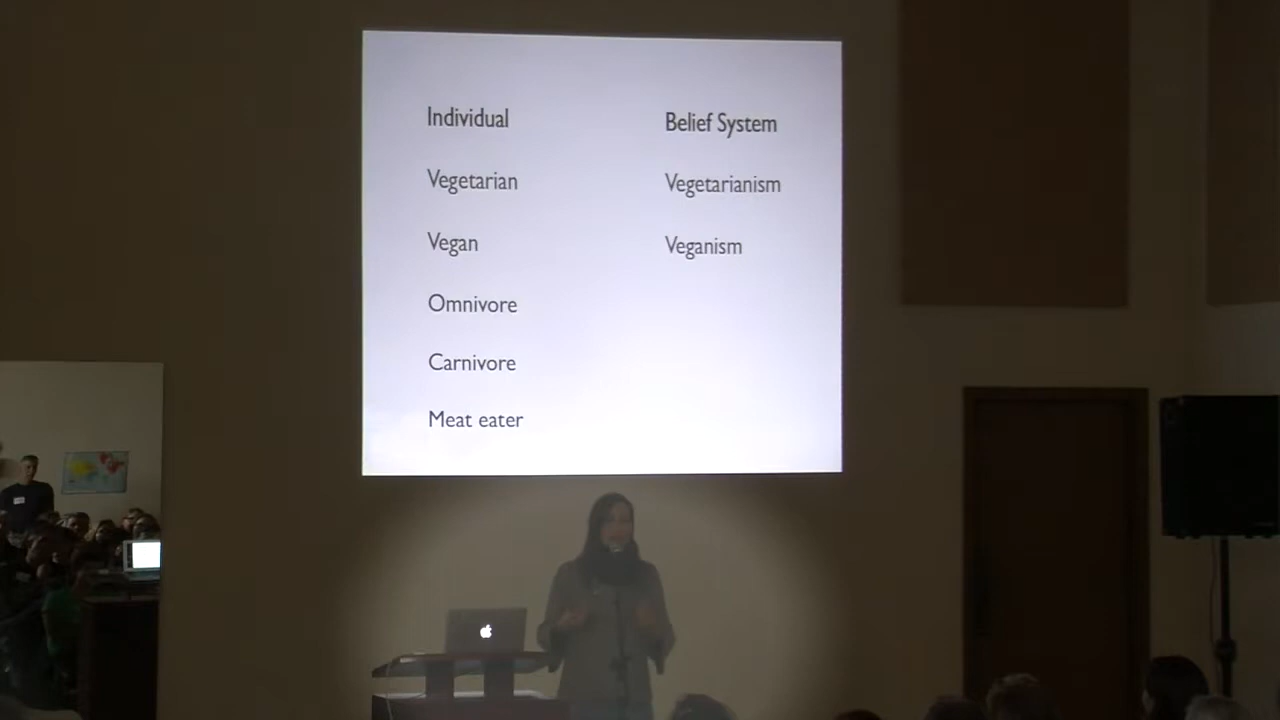 Individual Belief System
Vegetarian Vegetarianism
Vegan Veganism
Omnivore
Carnivore
Meat eater